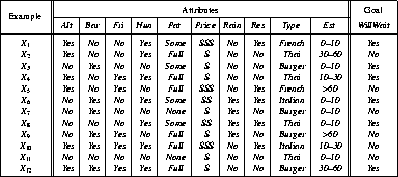 Example Attributes Goal
Alt Bar Fri Hun Pat Price Rain Res Type Est WillWait
X1 Yes No No Yes Some $$$ No Yes French 0–10 Yes
X2 Yes No No Yes Full $ No No Thai 30–60 No
X3 No Yes No No Some $ No No Burger 0–10 Yes
X4 Yes No Yes Yes Full $ No No Thai 10–30 Yes
X5 Yes No Yes No Full $$$ No Yes French >60 No
X6 No Yes No Yes Some $$ Yes Yes Italian 0–10 Yes
X7 No Yes No No None $ Yes No Burger 0–10 No
X8 No No No Yes Some $$ Yes Yes Thai 0–10 Yes
X9 No Yes Yes No Full $ Yes No Burger >60 No
X10 Yes Yes Yes Yes Full $$$ No Yes Italian 10–30 No
X11 No No No No None $ No No Thai 0–10 No
X12 Yes Yes Yes Yes Full $ No No Burger 30–60 Yes